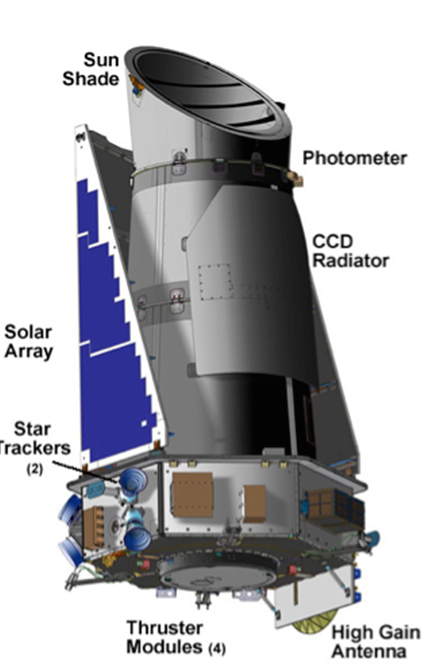 Sun
Shade
Photometer
CCD
Radiator
Solar
Array
Star
Trackers
(2)
Thruster
Modules (4)
High Gain
Antenna